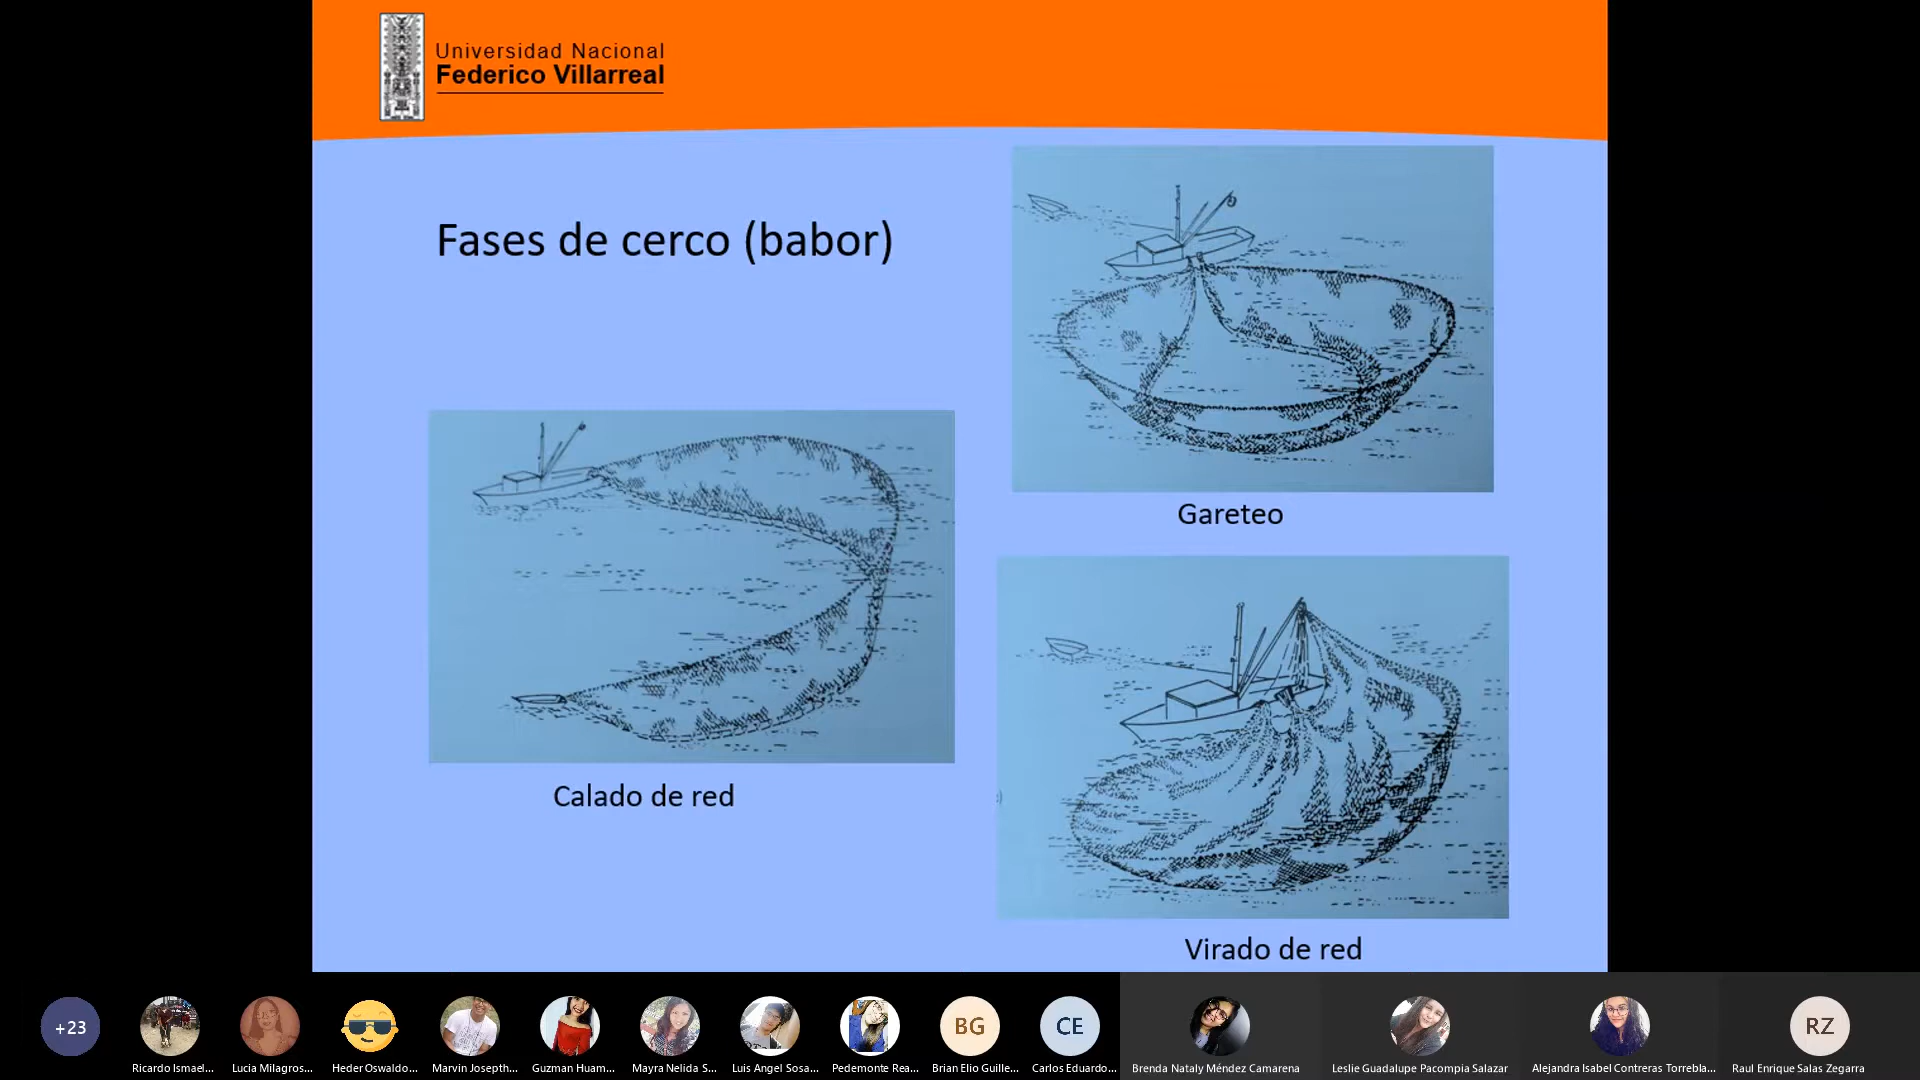 Universidad Nacional
Federico Villarreal
Fases de cerco (babor)
Gareteo
Calado de red
Virado de red
+23
BG
CE
RZ
Ricardo Ismael...
Lucia Milagros...
Heder Oswaldo...
Marvin Josepth...
Guzman Huam...
Mayra Nelida S...
Luis Angel Sosa...
Pedemonte Rea...
Brian Elio Guille...
Carlos Eduardo...
Brenda Nataly Méndez Camarena
Leslie Guadalupe Pacompia Salazar
Alejandra Isabel Contreras Torrebla...
Raul Enrique Salas Zegarra